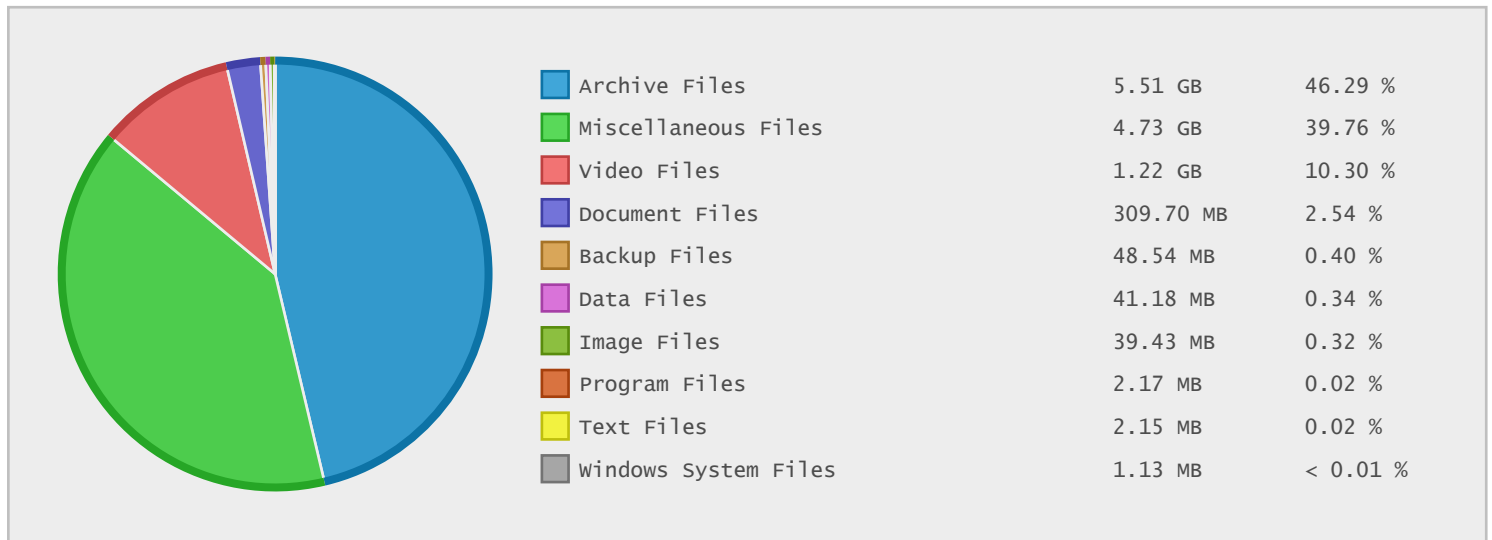 Archive Files 5.51 GB 46.29 %
Miscellaneous Files 4.73 GB 39.76 %
Video Files 1.22 GB 10.30 %
Document Files 309.70 MB 2.54 %
Backup Files 48.54 MB 0.40 %
Data Files 41.18 MB 0.34 %
Image Files 39.43 MB 0.32 %
Program Files 2.17 MB 0.02 %
Text Files 2.15 MB 0.02 %
Windows System Files 1.13 MB < 0.01 %